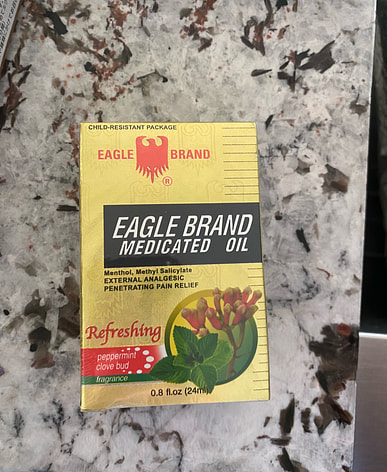 CHILD-RESISTANT PACKAGE
EAGLE BRAND
®
EAGLE BRAND
MEDICATED OIL
Menthol, Methyl Salicylate
EXTERNAL ANALGESIC
PENETRATING PAIN RELIEF
Refreshing
peppermint
clove bud
fragrance
0.8 fl.oz (24ml)